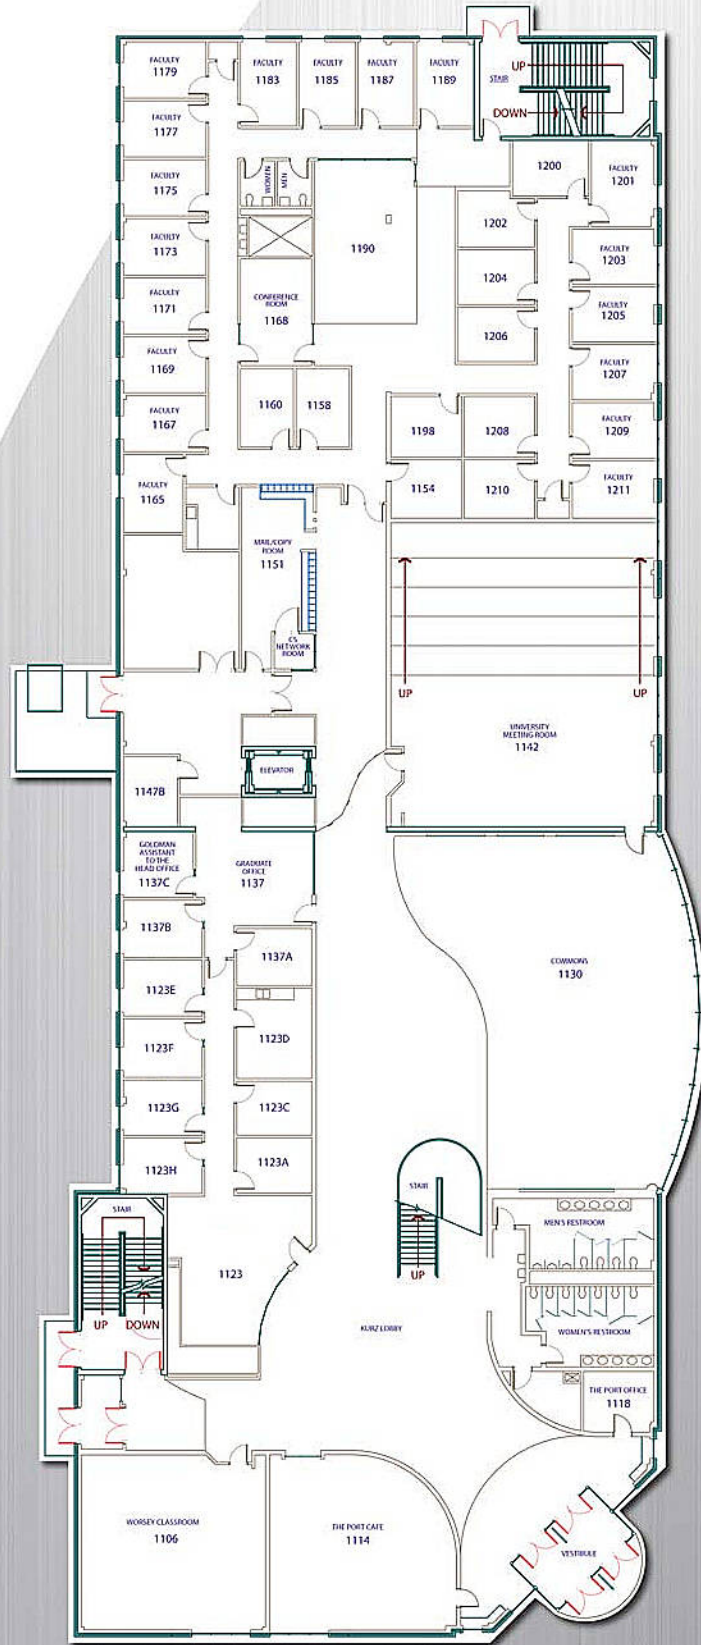 FACULTY
1179
FACULTY
1183
FACULTY
1185
FACULTY
1187
FACULTY
1189
STAIR
UP
DOWN
FACULTY
1177
FACULTY
1175
WOMEN
MEN
1200
FACULTY
1201
1202
FACULTY
1173
1190
FACULTY
1203
1204
CONFERENCE
ROOM
1168
FACULTY
1171
FACULTY
1205
1206
FACULTY
1169
FACULTY
1207
FACULTY
1167
1160
1158
1198
1208
FACULTY
1209
FACULTY
1165
1154
1210
FACULTY
1211
MAIL/COPY
ROOM
1151
CS
NETWORK
ROOM
UP
UP
UNIVERSITY
MEETING ROOM
1142
ELEVATOR
1147B
GOLDMAN
ASSISTANT
TO THE
HEAD OFFICE
1137C
GRADUATE
OFFICE
1137
1137B
1137A
COMMONS
1130
1123E
1123F
1123D
1123G
1123C
1123H
1123A
STAIR
UP
STAIR
UP
DOWN
1123
MEN'S RESTROOM
KURZ LOBBY
WOMEN'S RESTROOM
THE PORT OFFICE
1118
WORSEY CLASSROOM
1106
THE PORT CAFE
1114
VESTIBULE